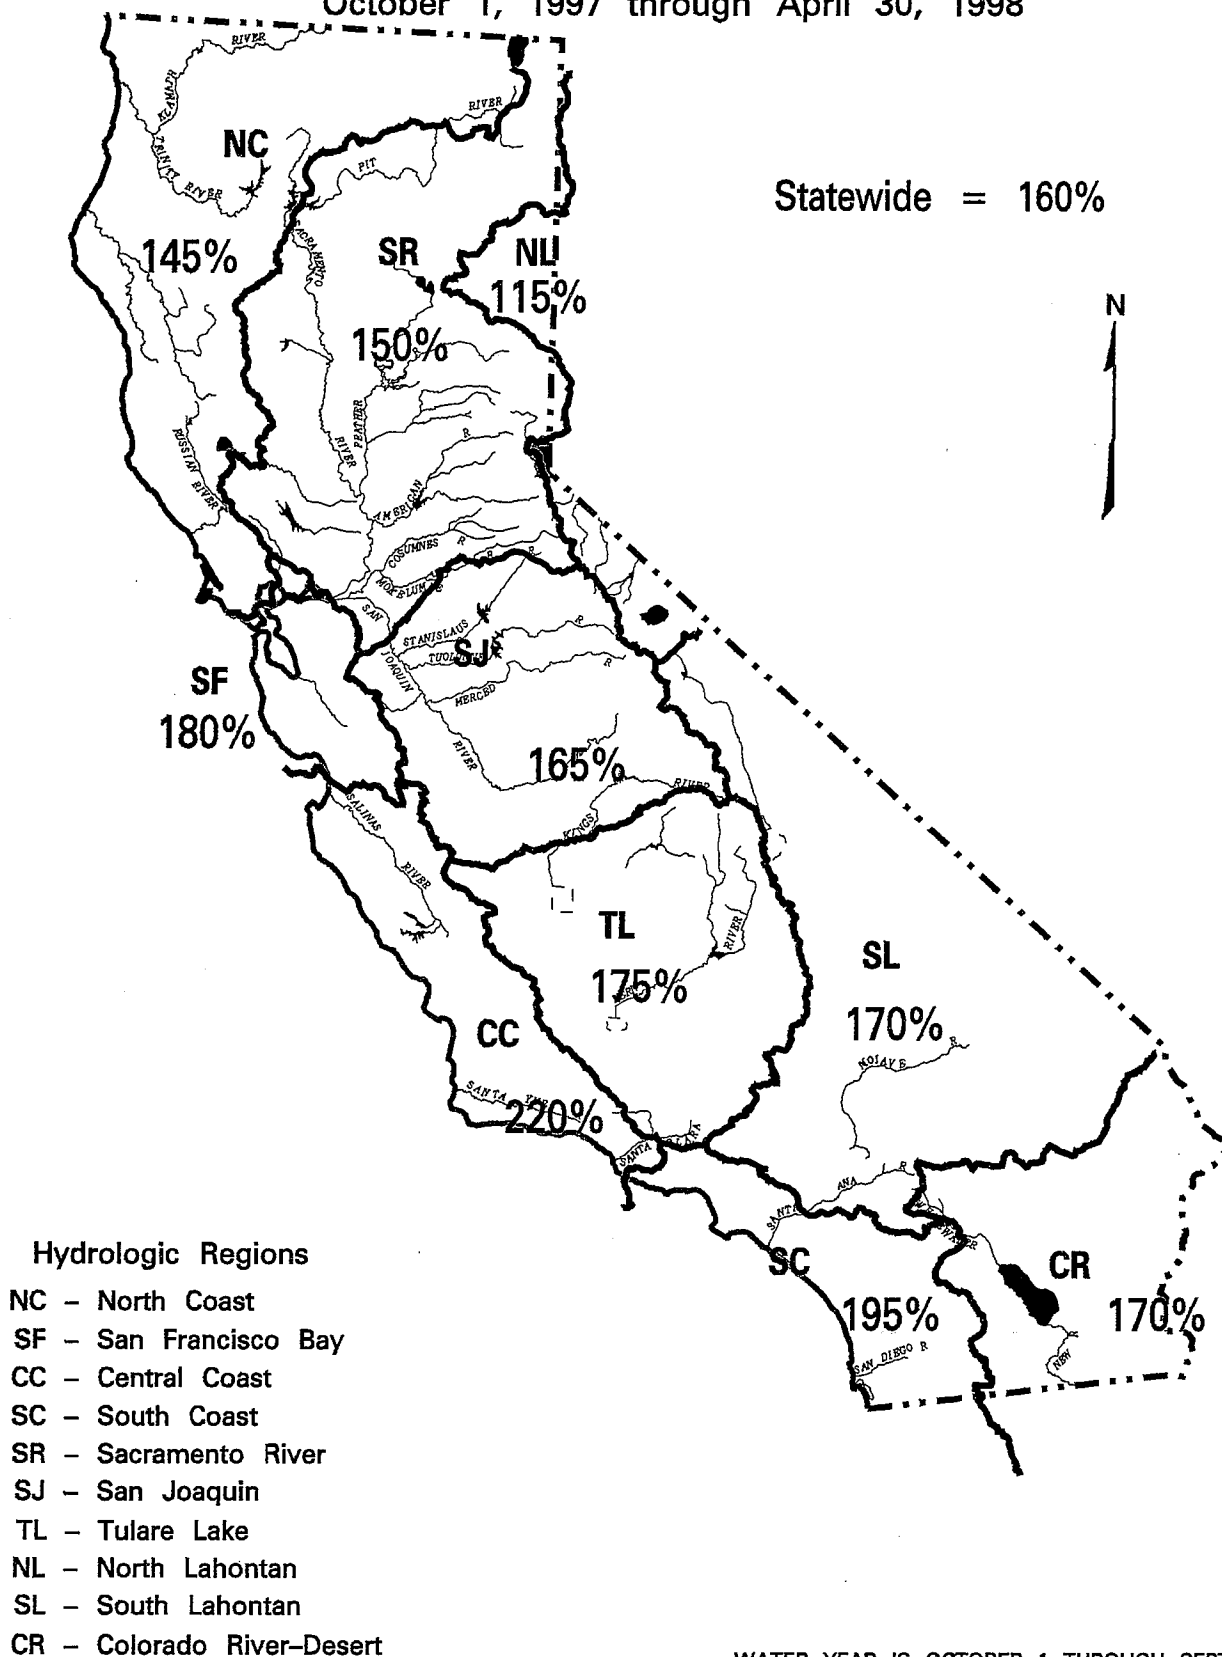 October 1, 1997 through April 30, 1998
RIVER
KLAMATH
RIVER
NC
TRINITY RIVER
PIT
Statewide = 160%
SACRAMENTO
145%
SR
NL
115%
N
150%
FEATHER
RIVER
R
RUSSIAN RIVER
AMERICAN
COSUMNES R
R R
SAN
STANISLAUS
R
SJ
JOAQUIN
R
SF
MERCED
180%
RIVER
165%
RIVER
SALINAS
KINGS
RIVER
TL
RIVER
SL
175%
170%
CC
MOJAVE R
SANTA
220%
SANTA CLARA
SANTA ANA R
SC
CR
195%
170%
SAN DIEGO R
NEW
Hydrologic Regions
NC – North Coast
SF – San Francisco Bay
CC – Central Coast
SC – South Coast
SR – Sacramento River
SJ – San Joaquin
TL – Tulare Lake
NL – North Lahontan
SL – South Lahontan
CR – Colorado River–Desert
WATER YEAR IS OCTOBER 1 THROUGH SEPT